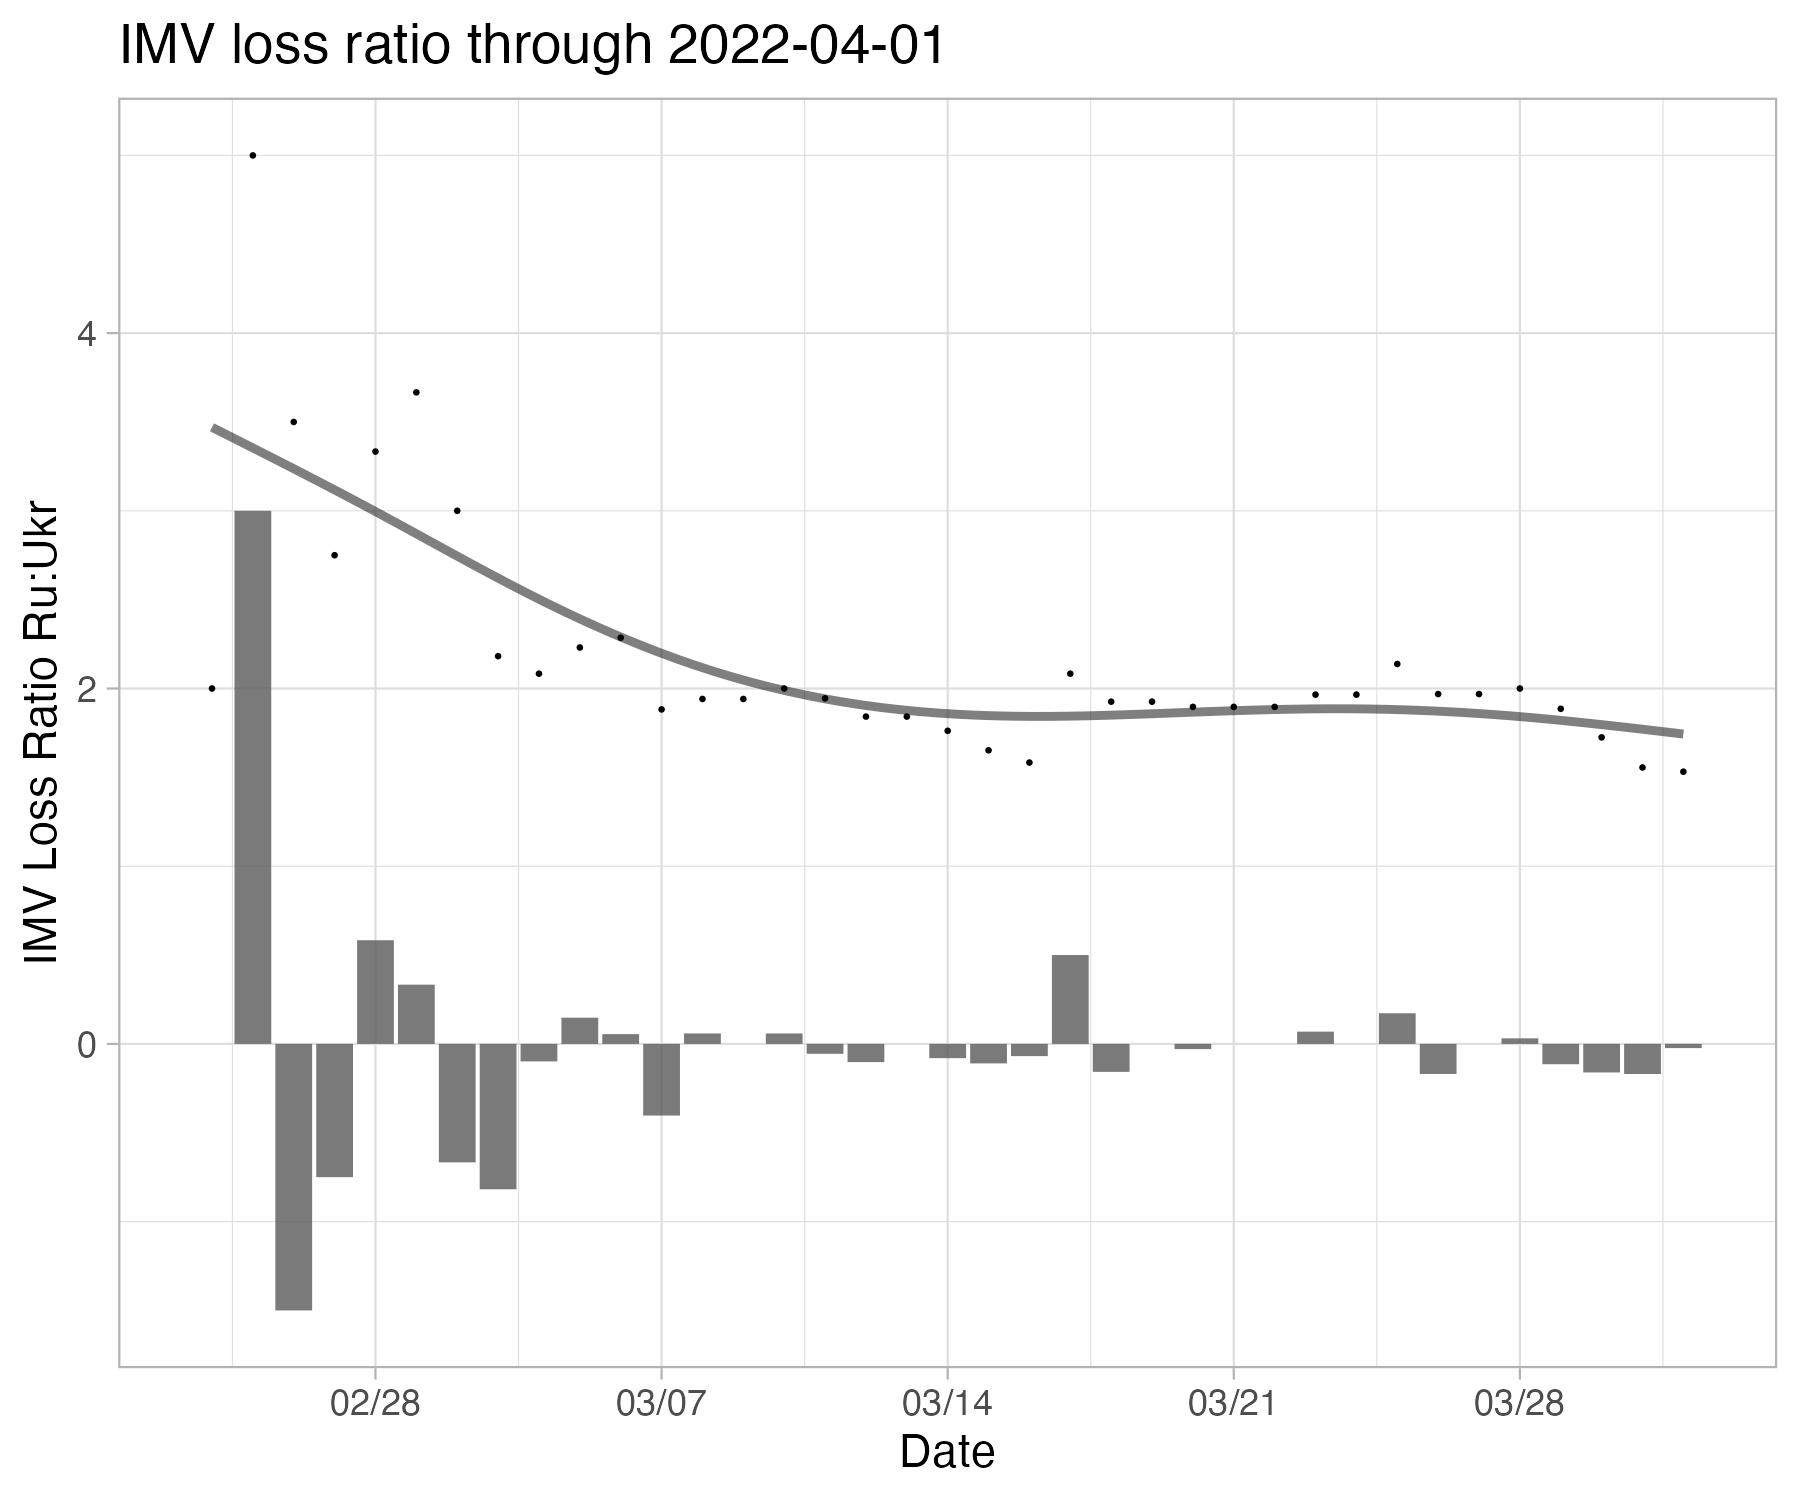 IMV loss ratio through 2022-04-01
IMV Loss Ratio Ru:Ukr
4
2
0
02/28 03/07 03/14 03/21 03/28
Date